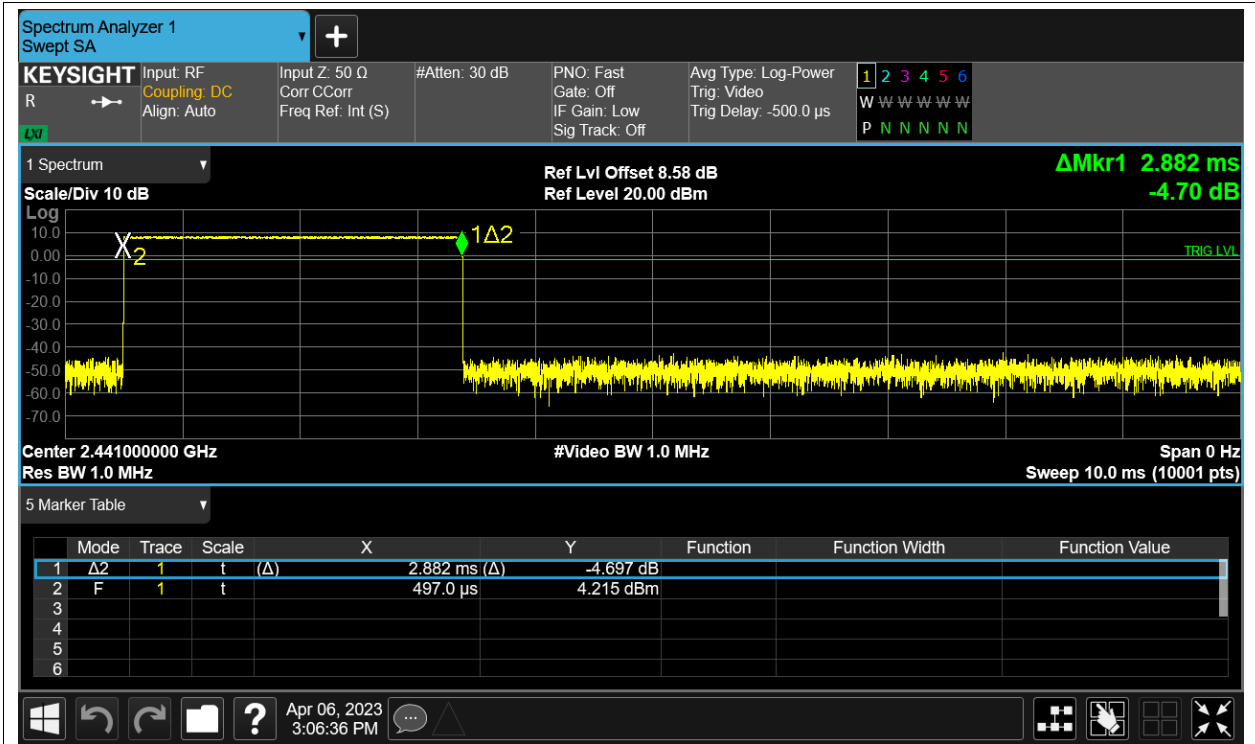 Spectrum Analyzer 1
Swept SA
KEYSIGHT
R
LXI
Input: RF
Coupling: DC
Align: Auto
Input Z: 50 Ω
Corr CCorr
Freq Ref: Int (S)
#Atten: 30 dB
PNO: Fast
Gate: Off
IF Gain: Low
Sig Track: Off
Avg Type: Log-Power
Trig: Video
Trig Delay: -500.0 µs
1 2 3 4 5 6
W W W W W W
P N N N N N
1 Spectrum
Scale/Div 10 dB
Ref Lvl Offset 8.58 dB
Ref Level 20.00 dBm
ΔMkr1 2.882 ms
-4.70 dB
Log
10.0
0.00
-10.0
-20.0
-30.0
-40.0
-50.0
-60.0
-70.0
2
1Δ2
TRIG LVL
Center 2.441000000 GHz
#Video BW 1.0 MHz
Span 0 Hz
Res BW 1.0 MHz
Sweep 10.0 ms (10001 pts)
5 Marker Table
Mode Trace Scale X Y Function Function Width Function Value
1 Δ2 1 t (Δ) 2.882 ms (Δ) -4.697 dB
2 F 1 t 497.0 µs 4.215 dBm
3
4
5
6
?
Apr 06, 2023
3:06:36 PM